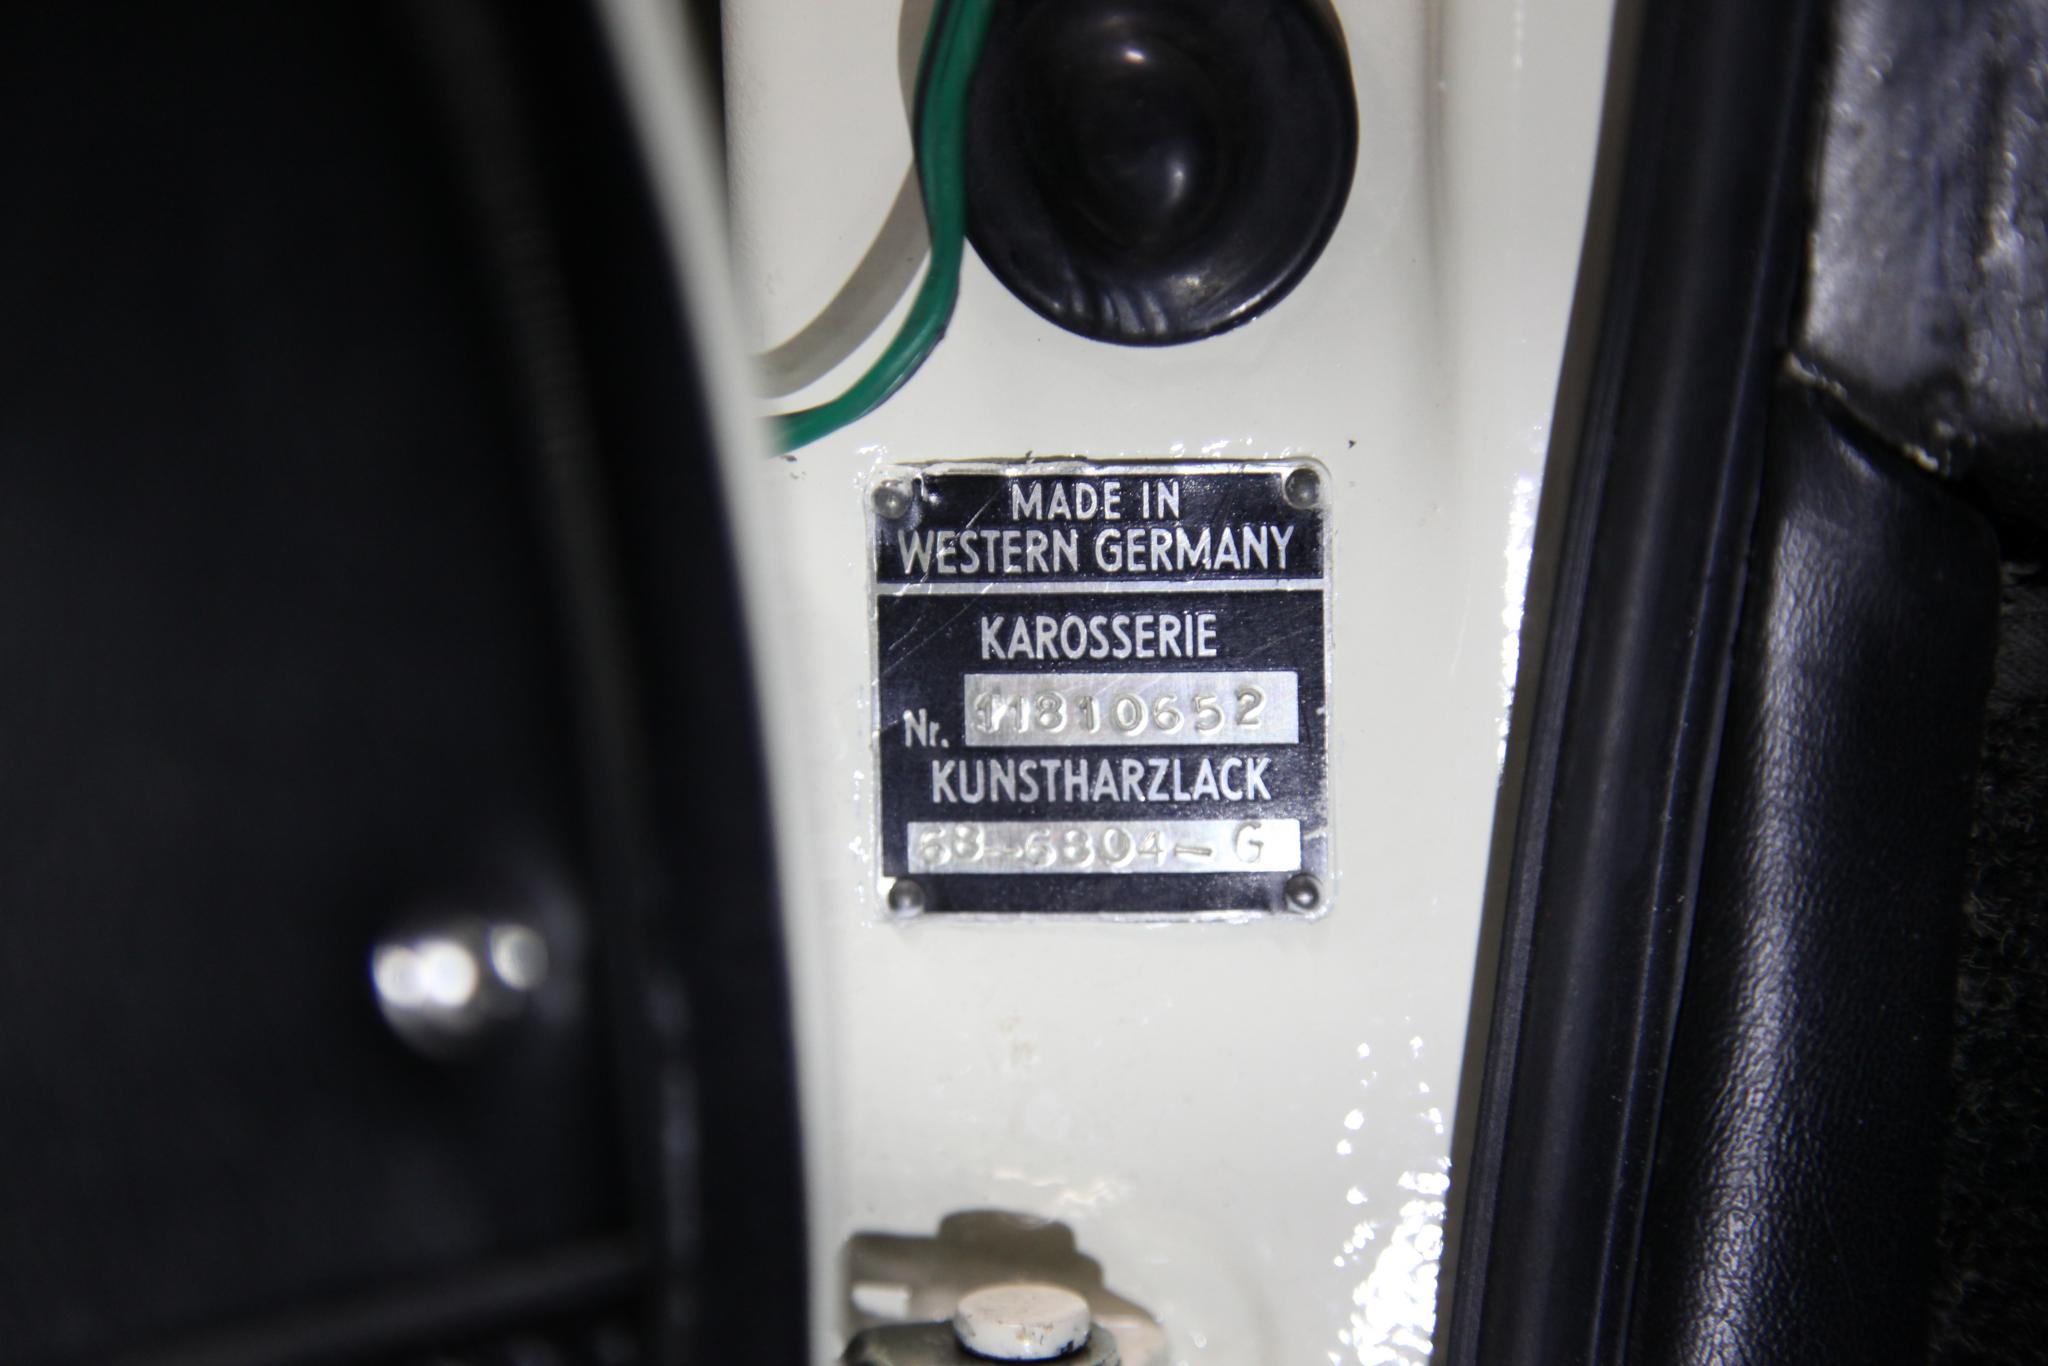 MADE IN
WESTERN GERMANY
KAROSSERIE
Nr. 11810652
KUNSTHARZLACK
68-6804-G